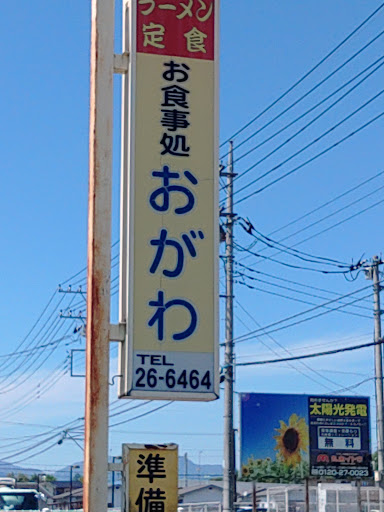 ラーメン
定食
お食事処
おがわ
TEL
26-6464
準備
太陽光発電
無料
0120-27-0023